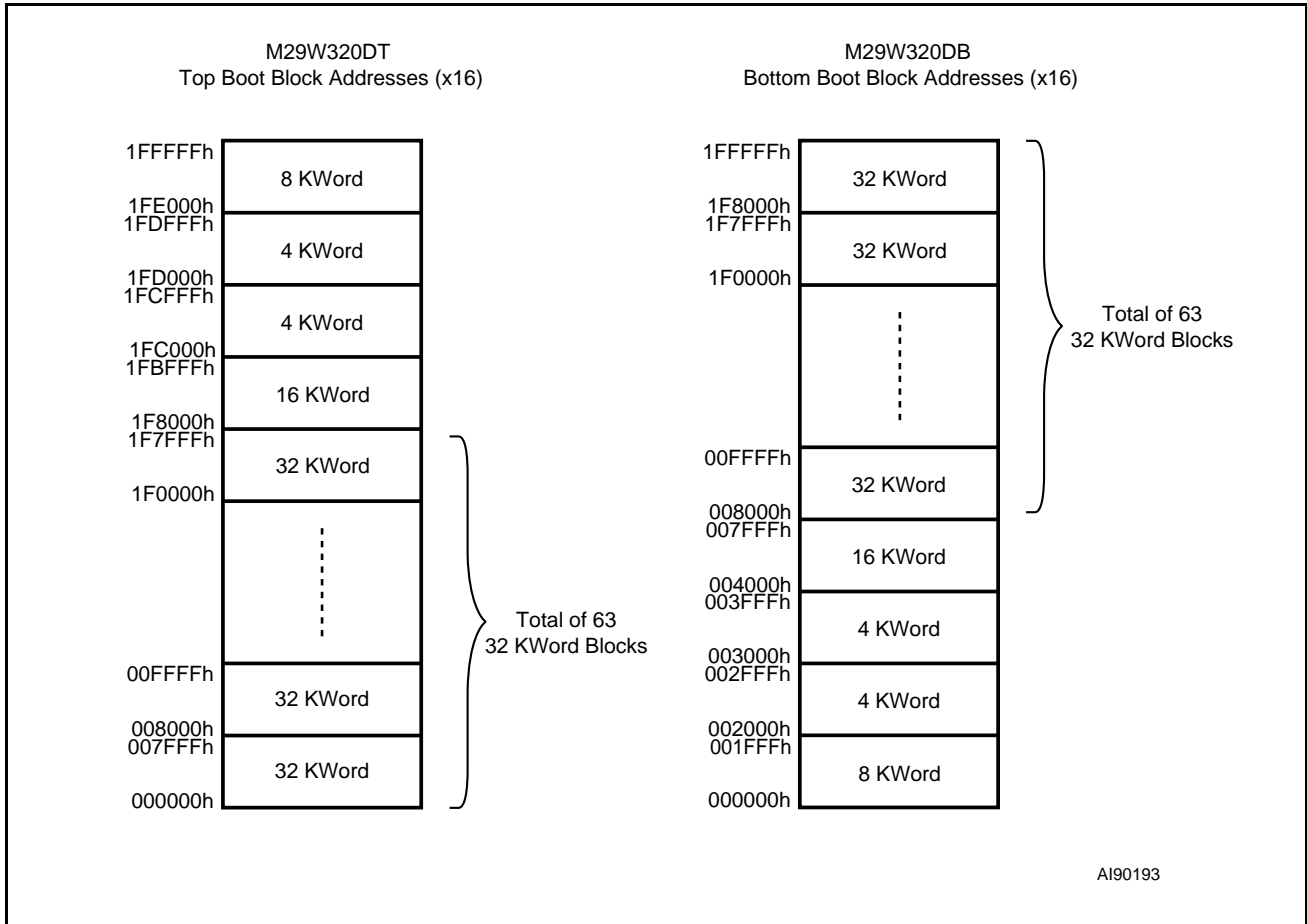 M29W320DT
Top Boot Block Addresses (x16)
1FFFFFh
8 KWord
1FE000h
1FDFFFh
4 KWord
1FD000h
1FCFFFh
4 KWord
1FC000h
1FBFFFh
16 KWord
1F8000h
1F7FFFh
32 KWord
1F0000h
Total of 63
32 KWord Blocks
00FFFFh
32 KWord
008000h
007FFFh
32 KWord
000000h
M29W320DB
Bottom Boot Block Addresses (x16)
1FFFFFh
32 KWord
1F8000h
1F7FFFh
32 KWord
1F0000h
Total of 63
32 KWord Blocks
00FFFFh
32 KWord
008000h
007FFFh
16 KWord
004000h
003FFFh
4 KWord
003000h
002FFFh
4 KWord
002000h
001FFFh
8 KWord
000000h
AI90193